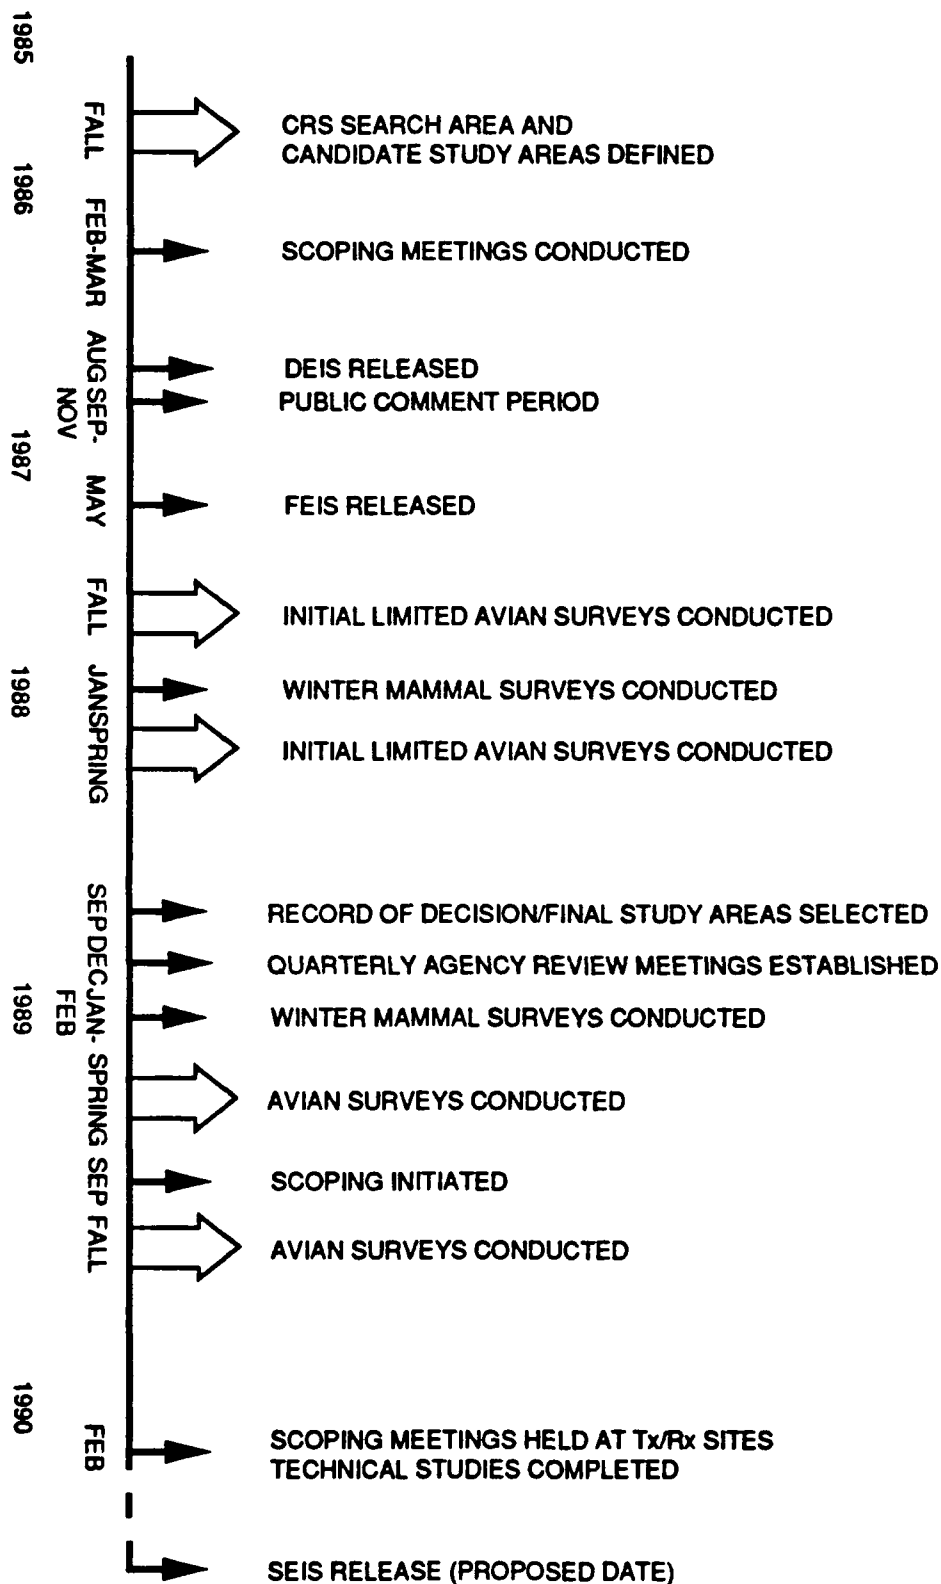 1985
FALL
CRS SEARCH AREA AND
CANDIDATE STUDY AREAS DEFINED
1986
FEB-MAR
SCOPING MEETINGS CONDUCTED
AUG
DEIS RELEASED
SEP-
NOV
PUBLIC COMMENT PERIOD
1987
MAY
FEIS RELEASED
FALL
INITIAL LIMITED AVIAN SURVEYS CONDUCTED
1988
JAN
WINTER MAMMAL SURVEYS CONDUCTED
SPRING
INITIAL LIMITED AVIAN SURVEYS CONDUCTED
SEP
RECORD OF DECISION/FINAL STUDY AREAS SELECTED
DEC
QUARTERLY AGENCY REVIEW MEETINGS ESTABLISHED
1989
JAN-
FEB
WINTER MAMMAL SURVEYS CONDUCTED
SPRING
AVIAN SURVEYS CONDUCTED
SEP
SCOPING INITIATED
FALL
AVIAN SURVEYS CONDUCTED
1990
FEB
SCOPING MEETINGS HELD AT Tx/Rx SITES
TECHNICAL STUDIES COMPLETED
SEIS RELEASE (PROPOSED DATE)